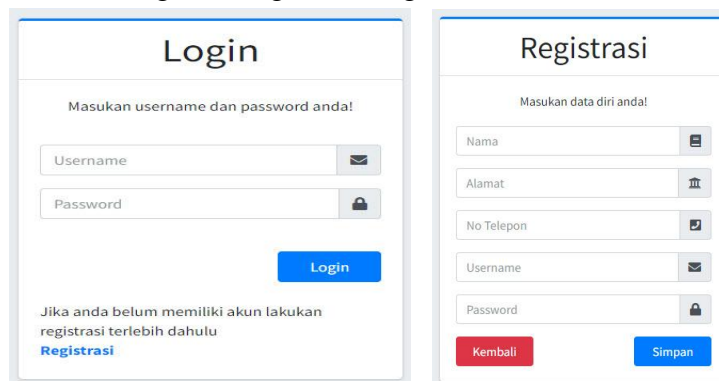 Login
Masukan username dan password anda!
Username
Password
Login
Jika anda belum memiliki akun lakukan
registrasi terlebih dahulu
Registrasi
Registrasi
Masukan data diri anda!
Nama
Alamat
No Telepon
Username
Password
Kembali
Simpan